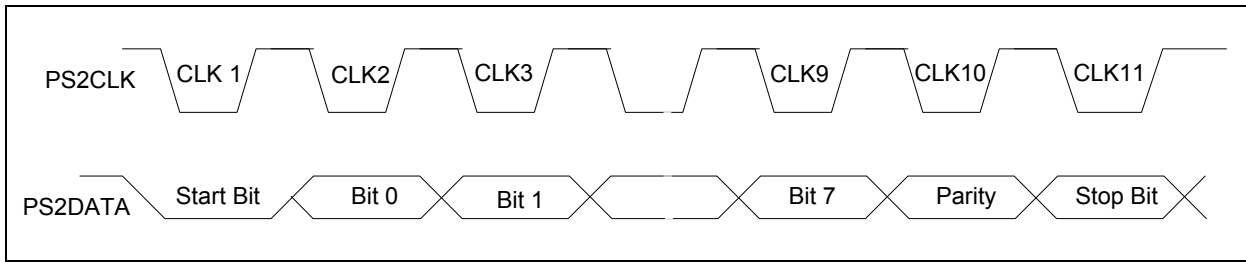 PS2CLK CLK 1 CLK2 CLK3 CLK9 CLK10 CLK11
PS2DATA Start Bit Bit 0 Bit 1 Bit 7 Parity Stop Bit